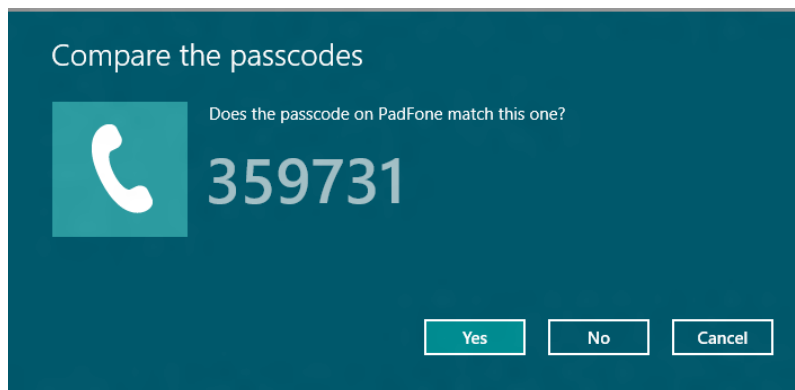 Compare the passcodes
Does the passcode on PadFone match this one?
359731
Yes No Cancel